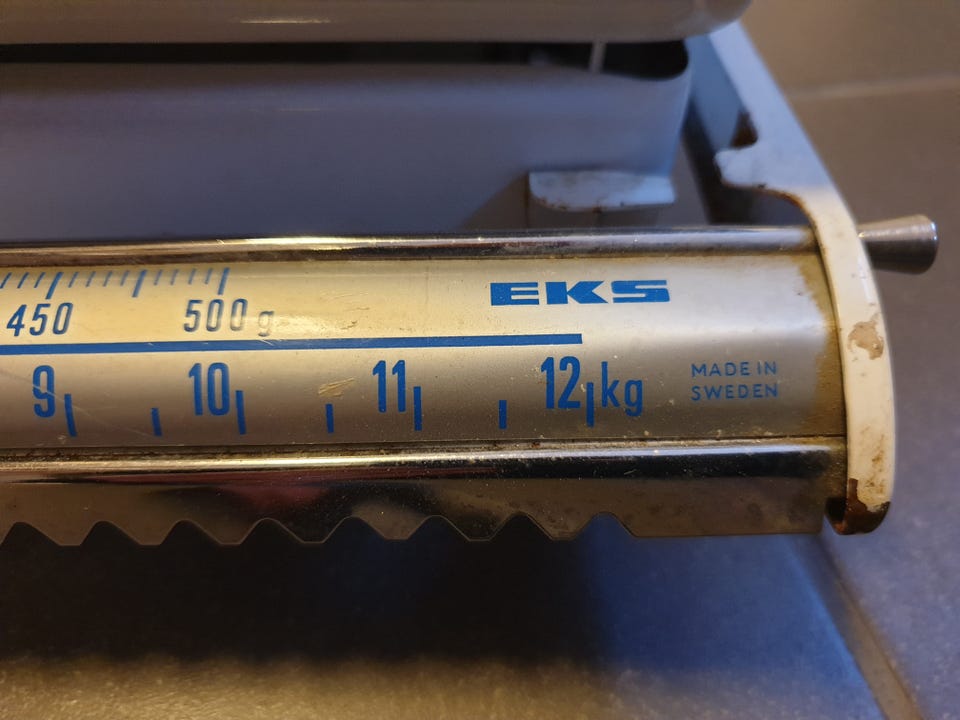 EKS
450 500 g
9 10 11 12 kg
MADE IN
SWEDEN